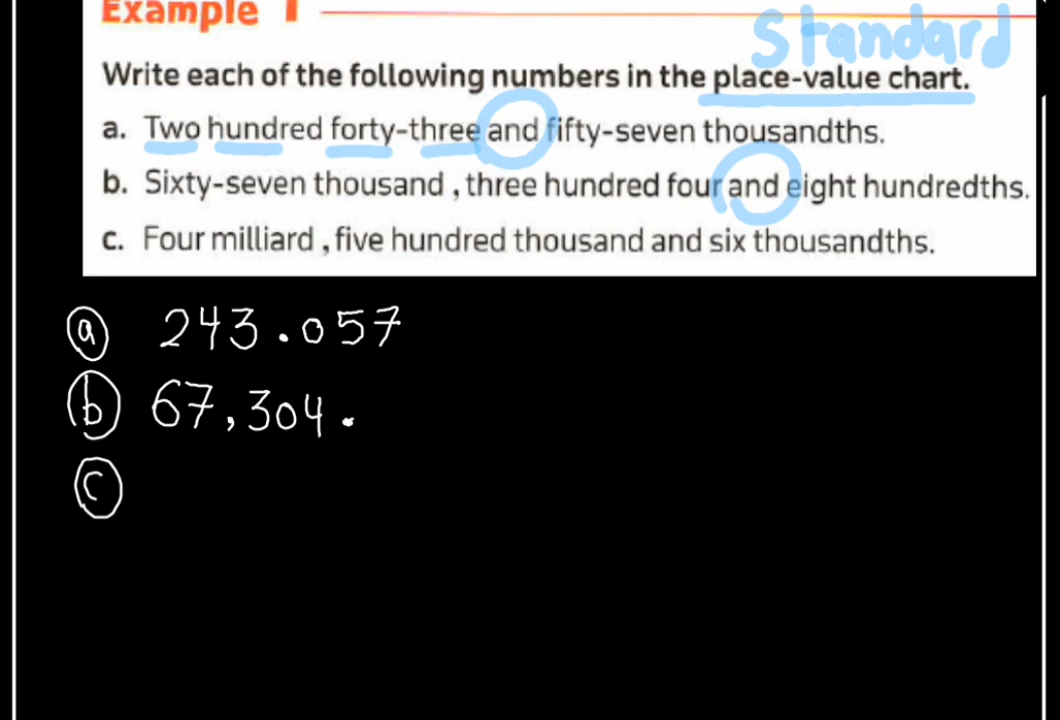 Example 1
Standard
Write each of the following numbers in the place-value chart.
a. Two hundred forty-three and fifty-seven thousandths.
b. Sixty-seven thousand , three hundred four and eight hundredths.
c. Four milliard , five hundred thousand and six thousandths.
a 243.057
b 67,304.
c